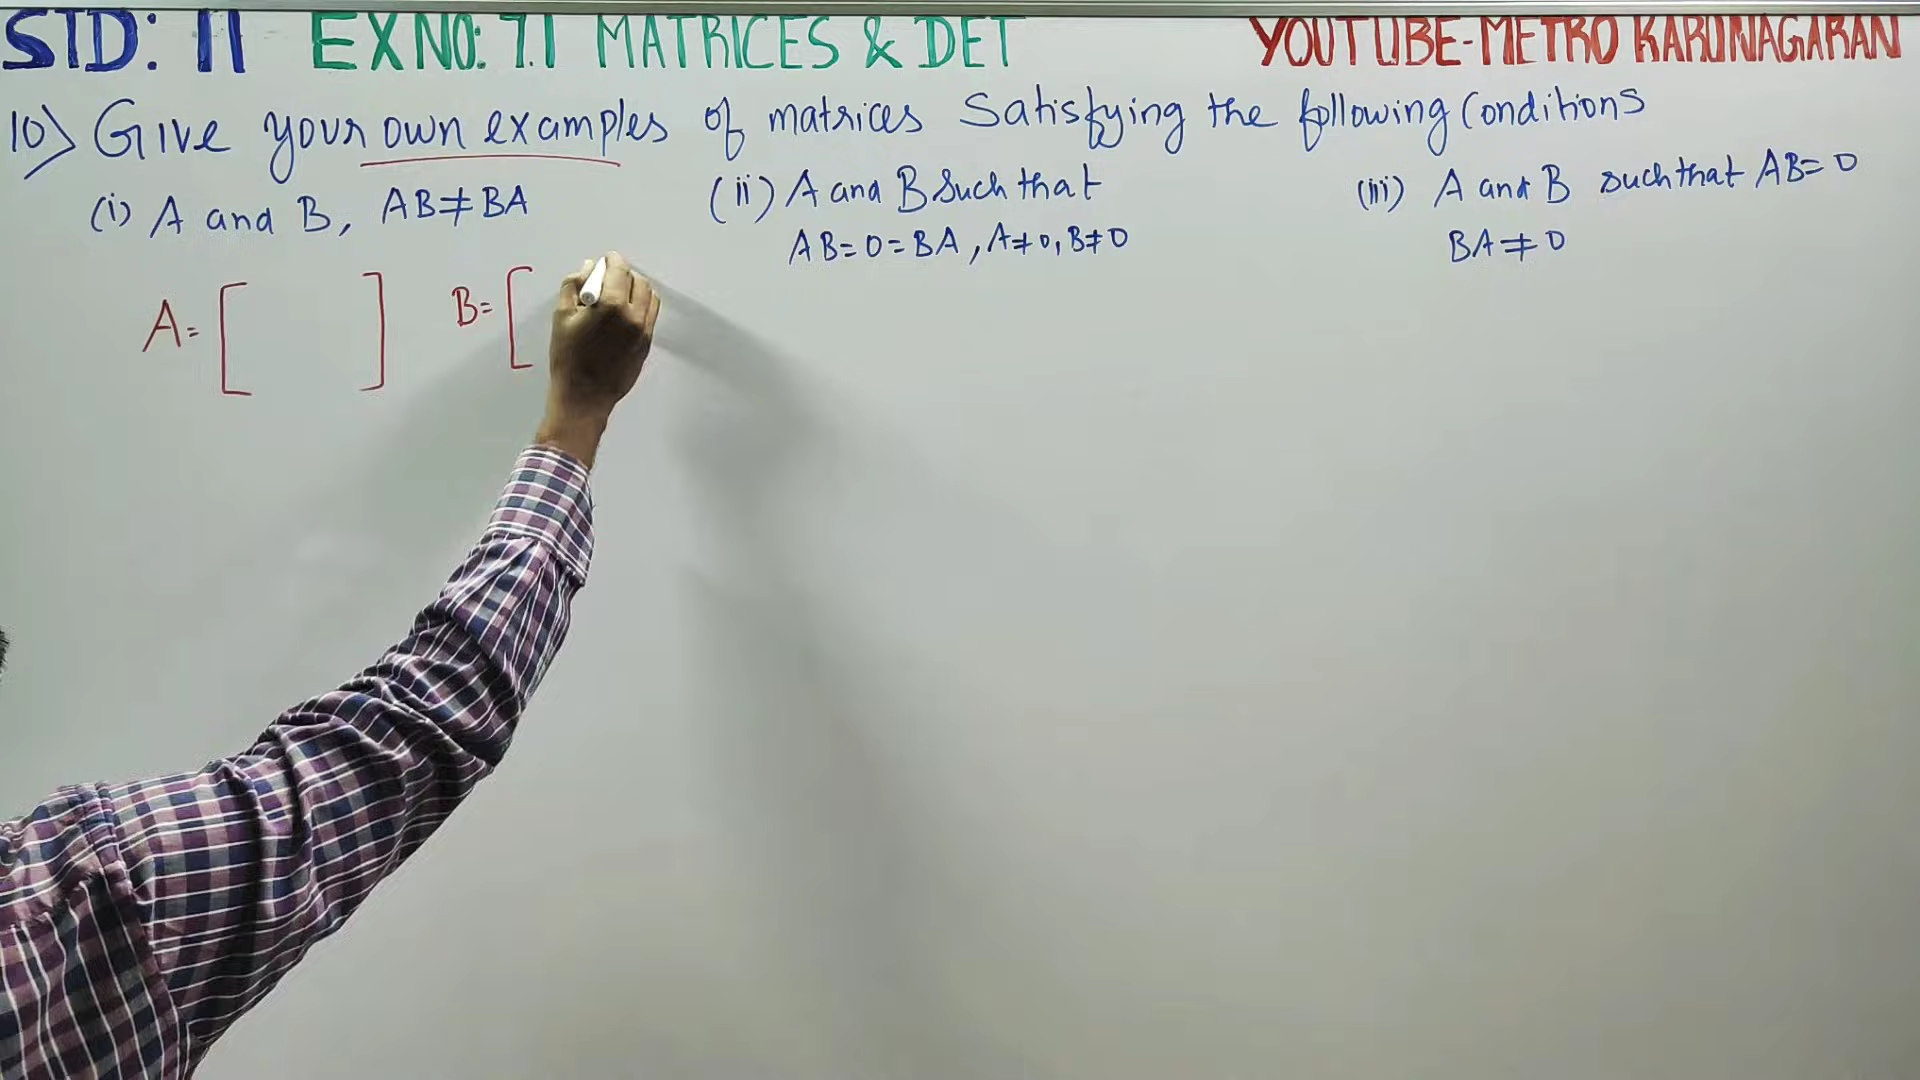 STD: 11 EX NO: 7.1 MATRICES & DET YOUTUBE-METRO KARUNAGARAN
10) Give your own examples of matrices satisfying the following conditions
(i) A and B, AB≠BA (ii) A and B such that (iii) A and B such that AB=0
AB=0=BA, A≠0, B≠0 BA≠0
A=[ ] B=[